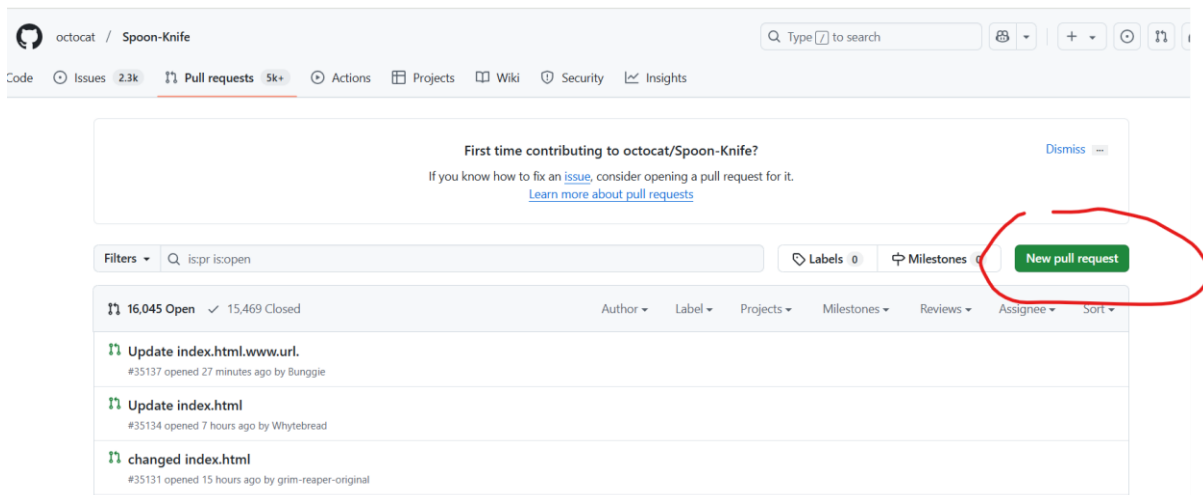 octocat / Spoon-Knife
Type / to search
Code Issues 2.3k Pull requests 5k+ Actions Projects Wiki Security Insights
First time contributing to octocat/Spoon-Knife?
Dismiss
If you know how to fix an issue, consider opening a pull request for it.
Learn more about pull requests
Filters is:pr is:open Labels 0 Milestones 0 New pull request
16,045 Open 15,469 Closed Author Label Projects Milestones Reviews Assignee Sort
Update index.html.www.url.
#35137 opened 27 minutes ago by Bunggie
Update index.html
#35134 opened 7 hours ago by Whytebread
changed index.html
#35131 opened 15 hours ago by grim-reaper-original